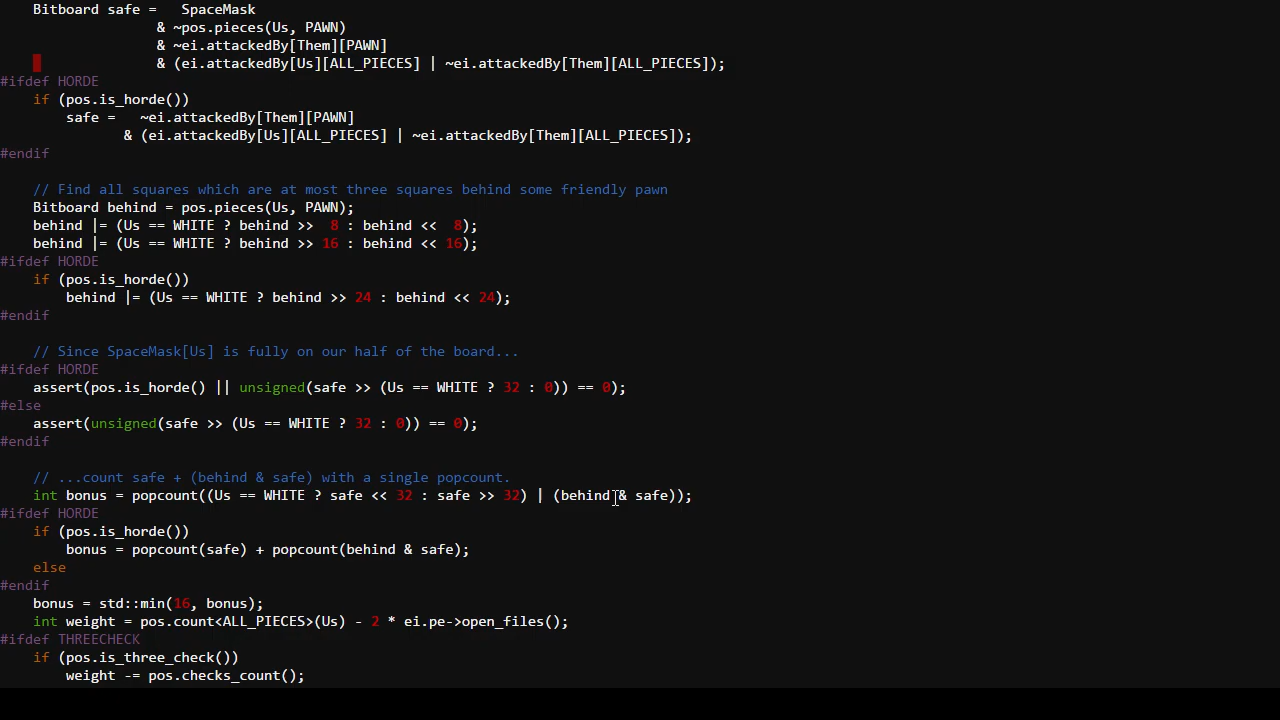 Bitboard safe =   SpaceMask
                   & ~pos.pieces(Us, PAWN)
                   & ~ei.attackedBy[Them][PAWN]
                   & (ei.attackedBy[Us][ALL_PIECES] | ~ei.attackedBy[Them][ALL_PIECES]);
#ifdef HORDE
    if (pos.is_horde())
        safe =   ~ei.attackedBy[Them][PAWN]
               & (ei.attackedBy[Us][ALL_PIECES] | ~ei.attackedBy[Them][ALL_PIECES]);
#endif

    // Find all squares which are at most three squares behind some friendly pawn
    Bitboard behind = pos.pieces(Us, PAWN);
    behind |= (Us == WHITE ? behind >>  8 : behind <<  8);
    behind |= (Us == WHITE ? behind >> 16 : behind << 16);
#ifdef HORDE
    if (pos.is_horde())
        behind |= (Us == WHITE ? behind >> 24 : behind << 24);
#endif

    // Since SpaceMask[Us] is fully on our half of the board...
#ifdef HORDE
    assert(pos.is_horde() || unsigned(safe >> (Us == WHITE ? 32 : 0)) == 0);
#else
    assert(unsigned(safe >> (Us == WHITE ? 32 : 0)) == 0);
#endif

    // ...count safe + (behind & safe) with a single popcount.
    int bonus = popcount((Us == WHITE ? safe << 32 : safe >> 32) | (behind & safe));
#ifdef HORDE
    if (pos.is_horde())
        bonus = popcount(safe) + popcount(behind & safe);
    else
#endif
    bonus = std::min(16, bonus);
    int weight = pos.count<ALL_PIECES>(Us) - 2 * ei.pe->open_files();
#ifdef THREECHECK
    if (pos.is_three_check())
        weight -= pos.checks_count();